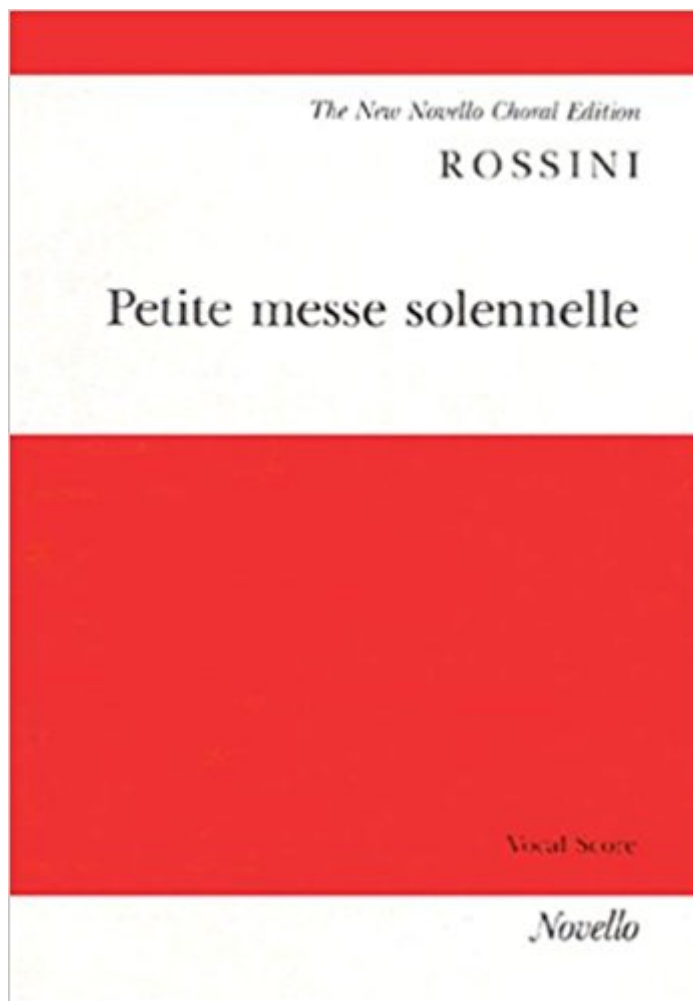 The New Novello Choral Edition
ROSSINI
Petite messe solennelle
Vocal Score
Novello